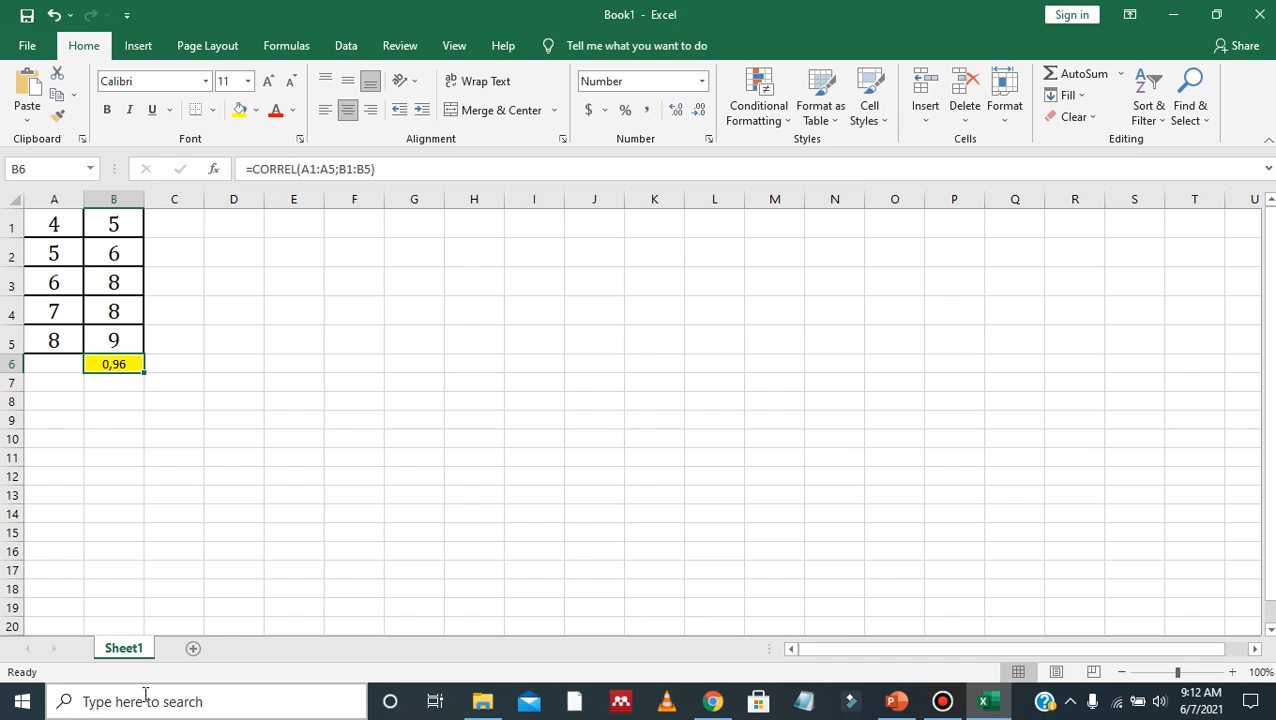 Book1 - Excel
Sign in
File Home Insert Page Layout Formulas Data Review View Help Tell me what you want to do Share
Paste
Clipboard
Calibri 11
B I U A
Font
Wrap Text
Merge & Center
Alignment
Number
$ % ,
Number
Conditional Formatting
Format as Table
Cell Styles
Styles
Insert Delete Format
Cells
AutoSum
Fill
Clear
Sort & Filter
Find & Select
Editing
B6 fx =CORREL(A1:A5;B1:B5)
A B C D E F G H I J K L M N O P Q R S T U
1 4 5
2 5 6
3 6 8
4 7 8
5 8 9
6 0,96
7
8
9
10
11
12
13
14
15
16
17
18
19
20
Sheet1
Ready 100%
Type here to search
9:12 AM
6/7/2021